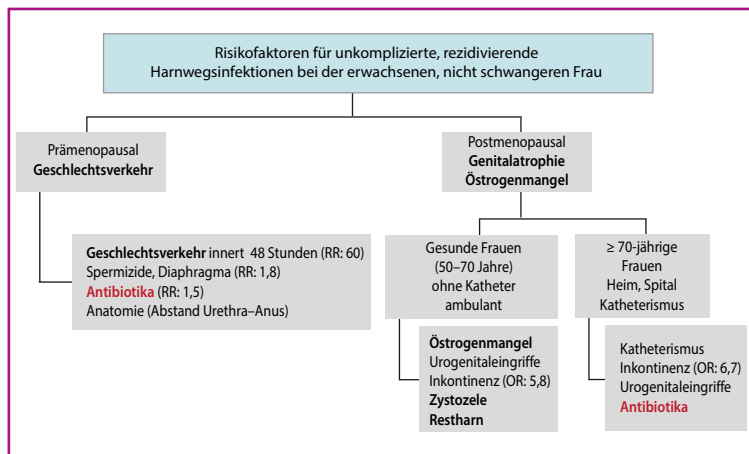 Risikofaktoren für unkomplizierte, rezidivierende
Harnwegsinfektionen bei der erwachsenen, nicht schwangeren Frau
Prämenopausal
Geschlechtsverkehr
Postmenopausal
Genitalatrophie
Östrogenmangel
Geschlechtsverkehr innert 48 Stunden (RR: 60)
Spermizide, Diaphragma (RR: 1,8)
Antibiotika (RR: 1,5)
Anatomie (Abstand Urethra–Anus)
Gesunde Frauen
(50–70 Jahre)
ohne Katheter
ambulant
≥ 70-jährige
Frauen
Heim, Spital
Katheterismus
Östrogenmangel
Urogenitaleingriffe
Inkontinenz (OR: 5,8)
Zystozele
Restharn
Katheterismus
Inkontinenz (OR: 6,7)
Urogenitaleingriffe
Antibiotika